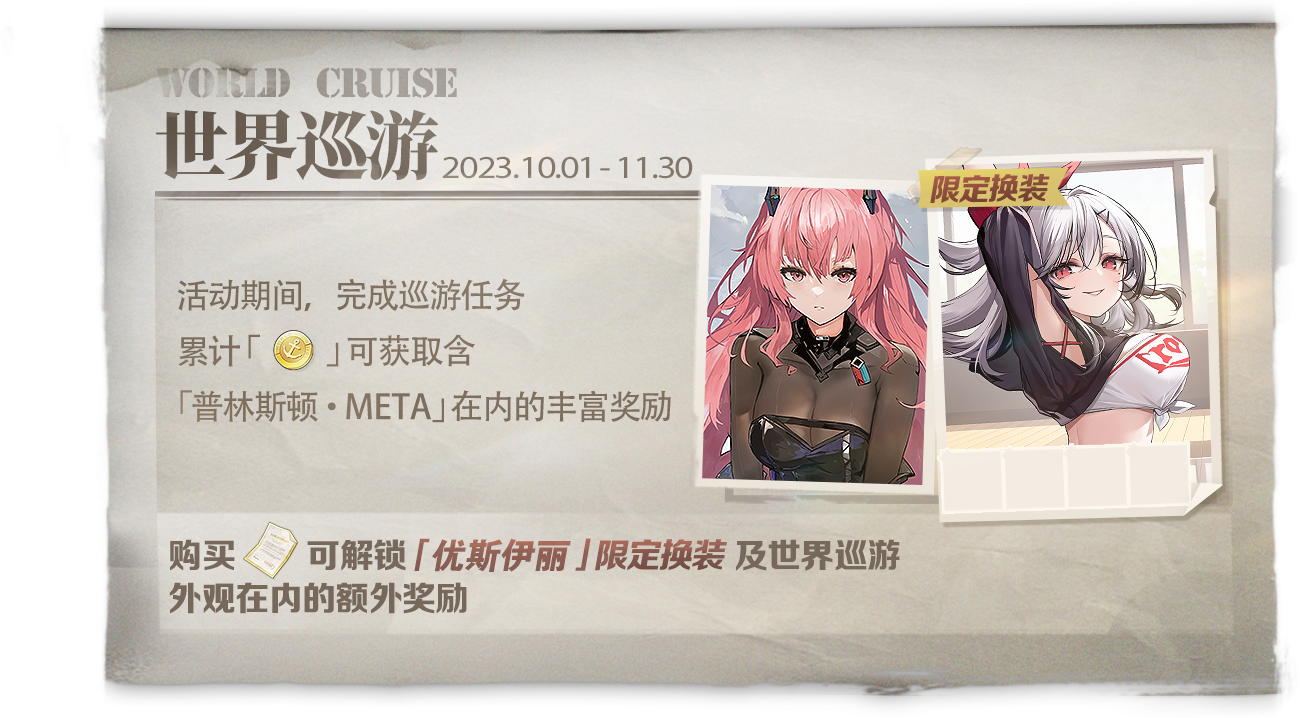 WORLD CRUISE
世界巡游 2023.10.01 - 11.30
限定换装
活动期间，完成巡游任务
累计「 」可获取含
「普林斯顿・META」在内的丰富奖励
购买 可解锁「优斯伊丽」限定换装 及世界巡游
外观在内的额外奖励